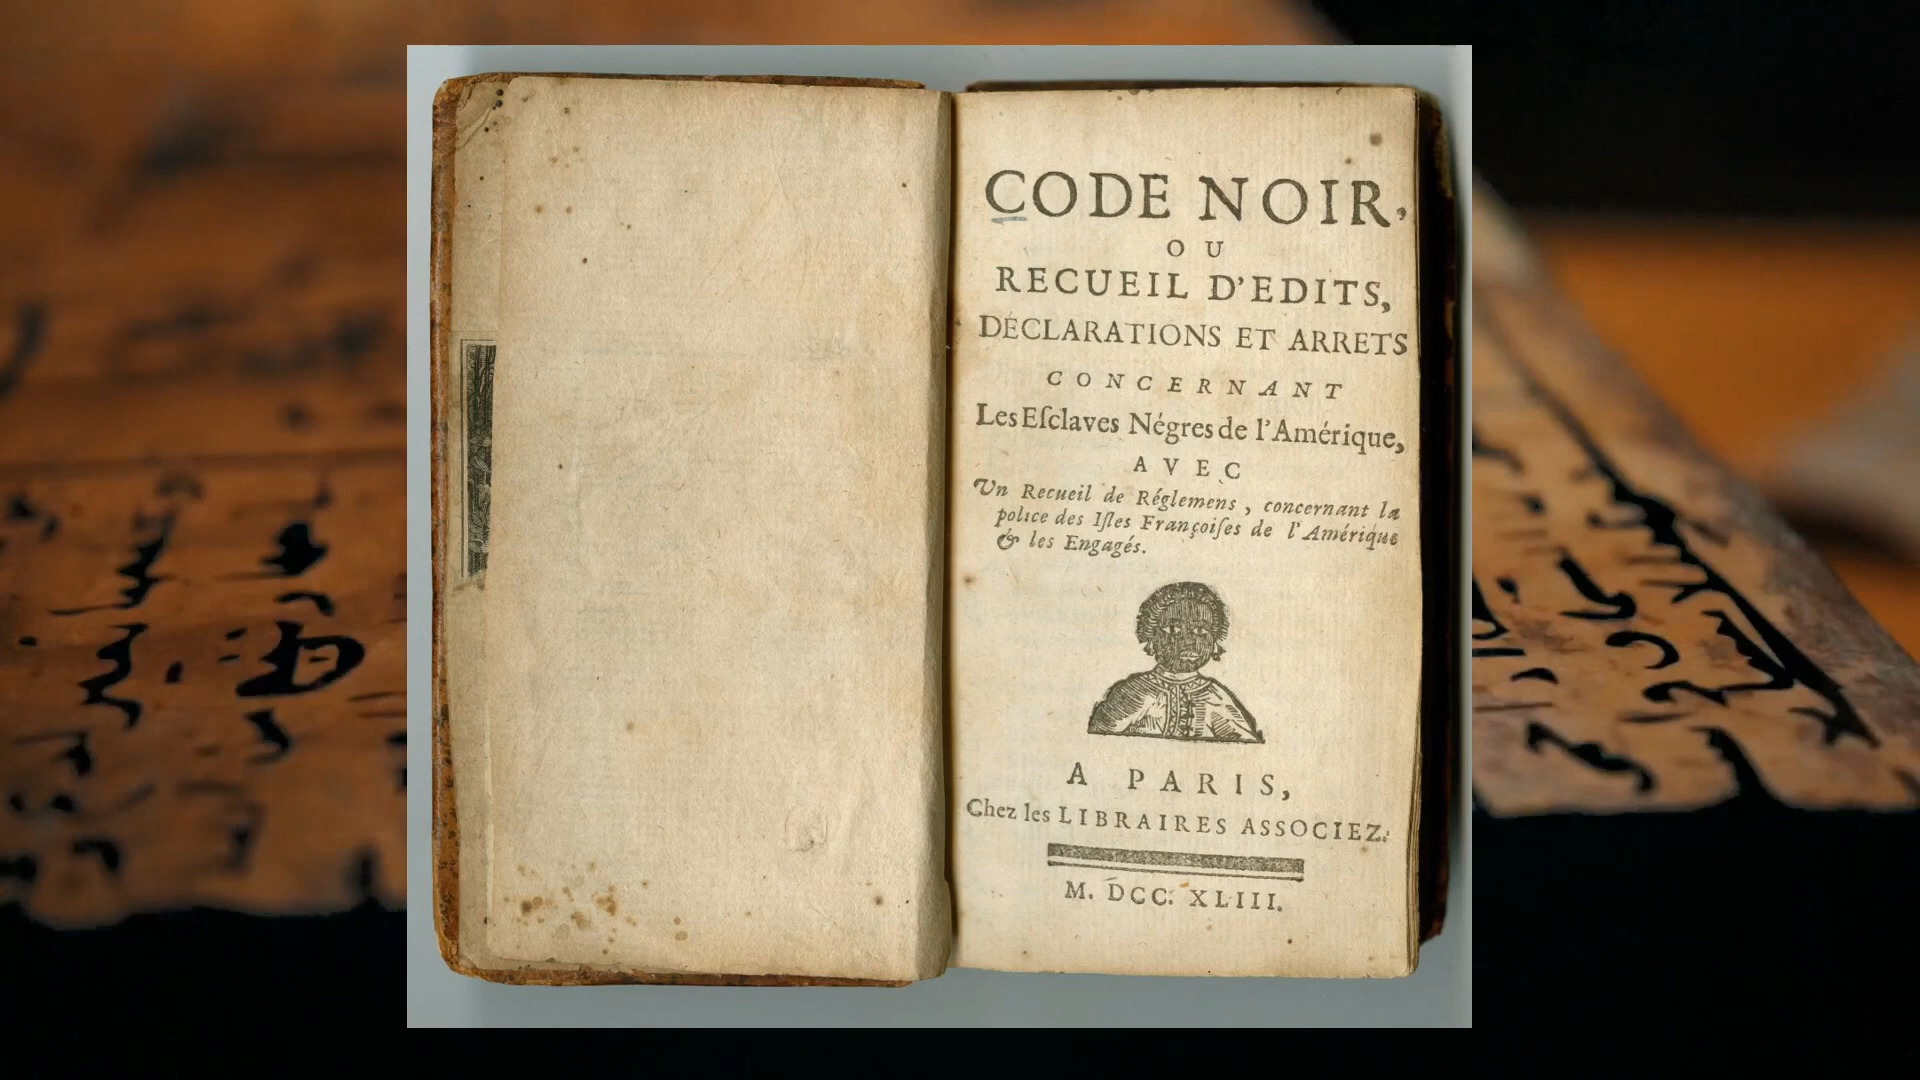 CODE NOIR,
OU
RECUEIL D'EDITS,
DÉCLARATIONS ET ARRETS
CONCERNANT
Les Eſclaves Négres de l'Amérique,
AVEC
Un Recueil de Réglemens, concernant la
police des Iſles Françoiſes de l'Amérique
& les Engagés.
A PARIS,
Chez les LIBRAIRES ASSOCIEZ.
M. DCC. XLIII.